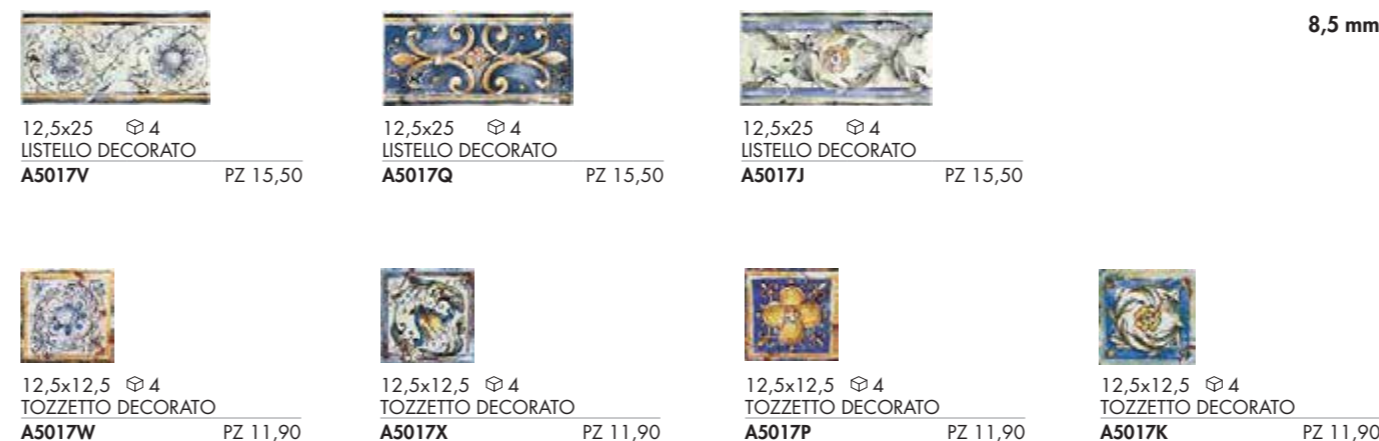 8,5 mm
12,5x25 4
LISTELLO DECORATO
A5017V PZ 15,50
12,5x25 4
LISTELLO DECORATO
A5017Q PZ 15,50
12,5x25 4
LISTELLO DECORATO
A5017J PZ 15,50
12,5x12,5 4
TOZZETTO DECORATO
A5017W PZ 11,90
12,5x12,5 4
TOZZETTO DECORATO
A5017X PZ 11,90
12,5x12,5 4
TOZZETTO DECORATO
A5017P PZ 11,90
12,5x12,5 4
TOZZETTO DECORATO
A5017K PZ 11,90